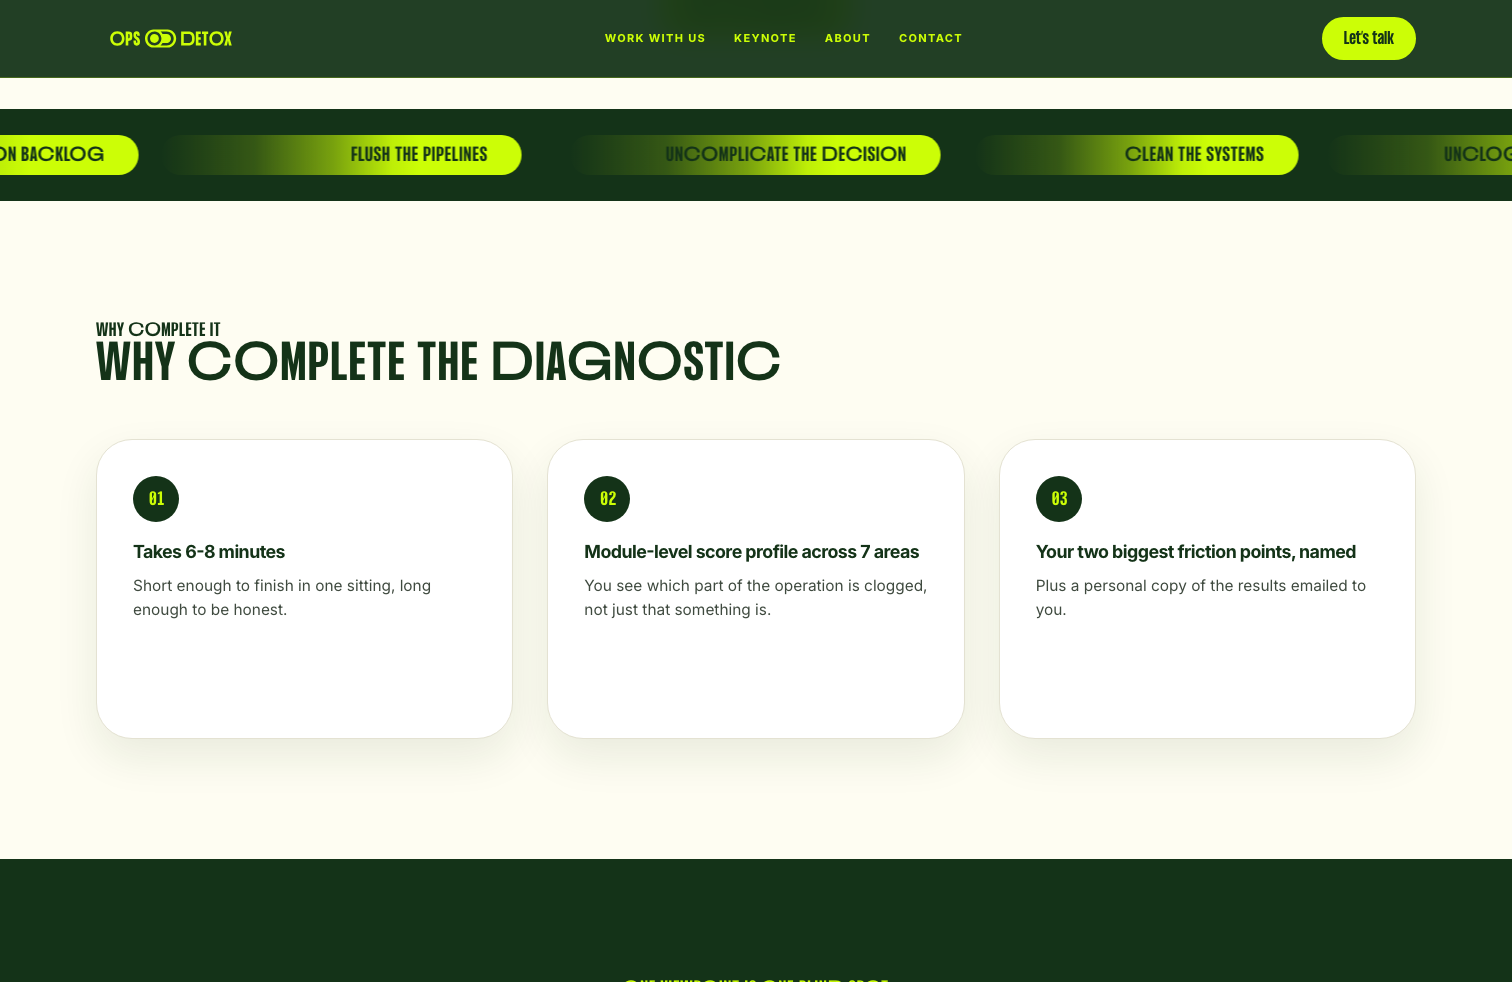 OPS DETOX
WORK WITH US KEYNOTE ABOUT CONTACT
Let's talk
ON BACKLOG FLUSH THE PIPELINES UNCOMPLICATE THE DECISION CLEAN THE SYSTEMS
WHY COMPLETE IT
WHY COMPLETE THE DIAGNOSTIC
01
Takes 6-8 minutes
Short enough to finish in one sitting, long
enough to be honest.
02
Module-level score profile across 7 areas
You see which part of the operation is clogged,
not just that something is.
03
Your two biggest friction points, named
Plus a personal copy of the results emailed to
you.